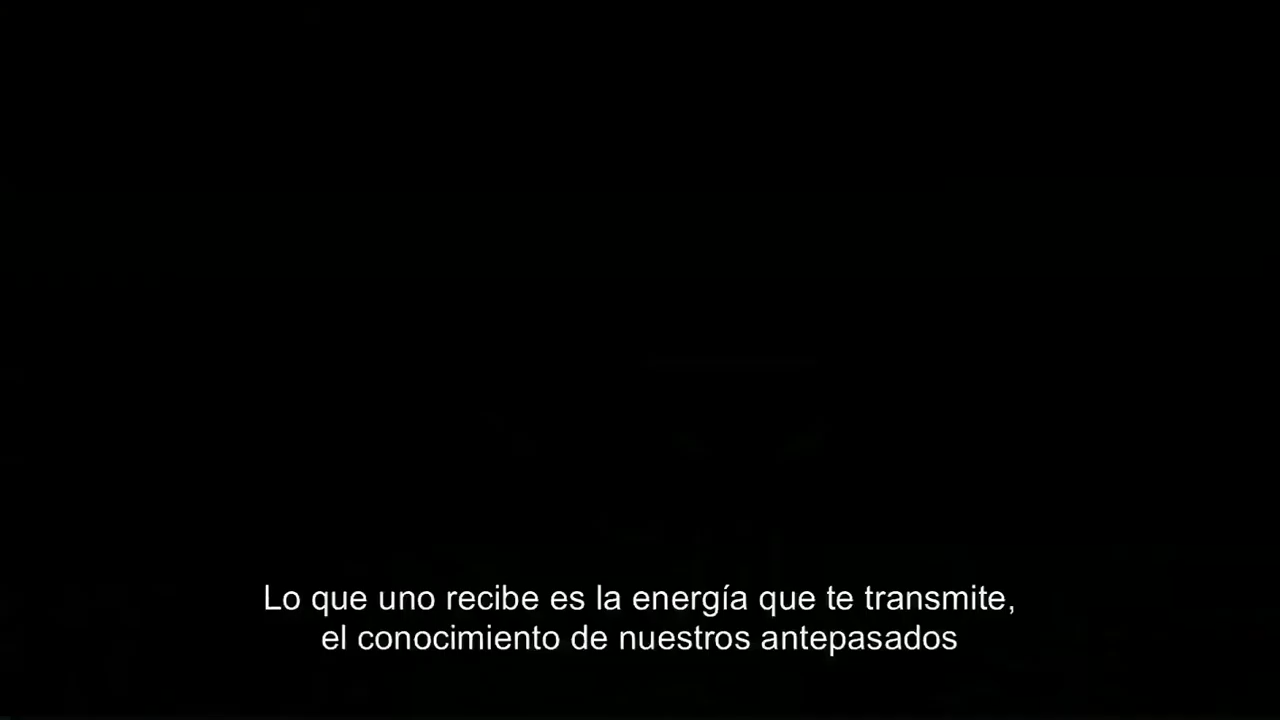 Lo que uno recibe es la energía que te transmite,
el conocimiento de nuestros antepasados